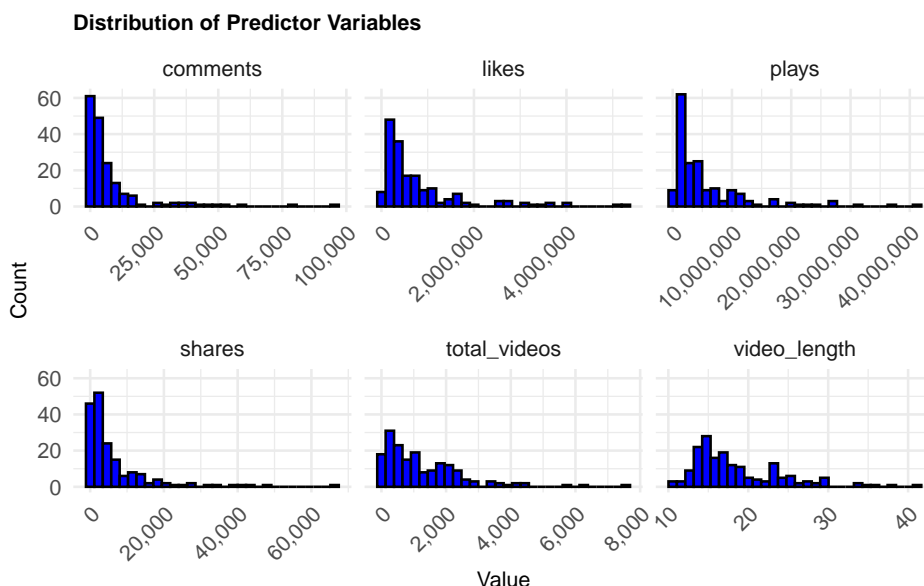 Distribution of Predictor Variables
comments likes plays
60
40
20
0
0 25,000 50,000 75,000 100,000
2,000,000 4,000,000 0
0 10,000,000 20,000,000 30,000,000 40,000,000
Count
shares total_videos video_length
60
40
20
0
0 20,000 40,000 60,000
0 2,000 4,000 6,000 8,000
10 20 30 40
Value